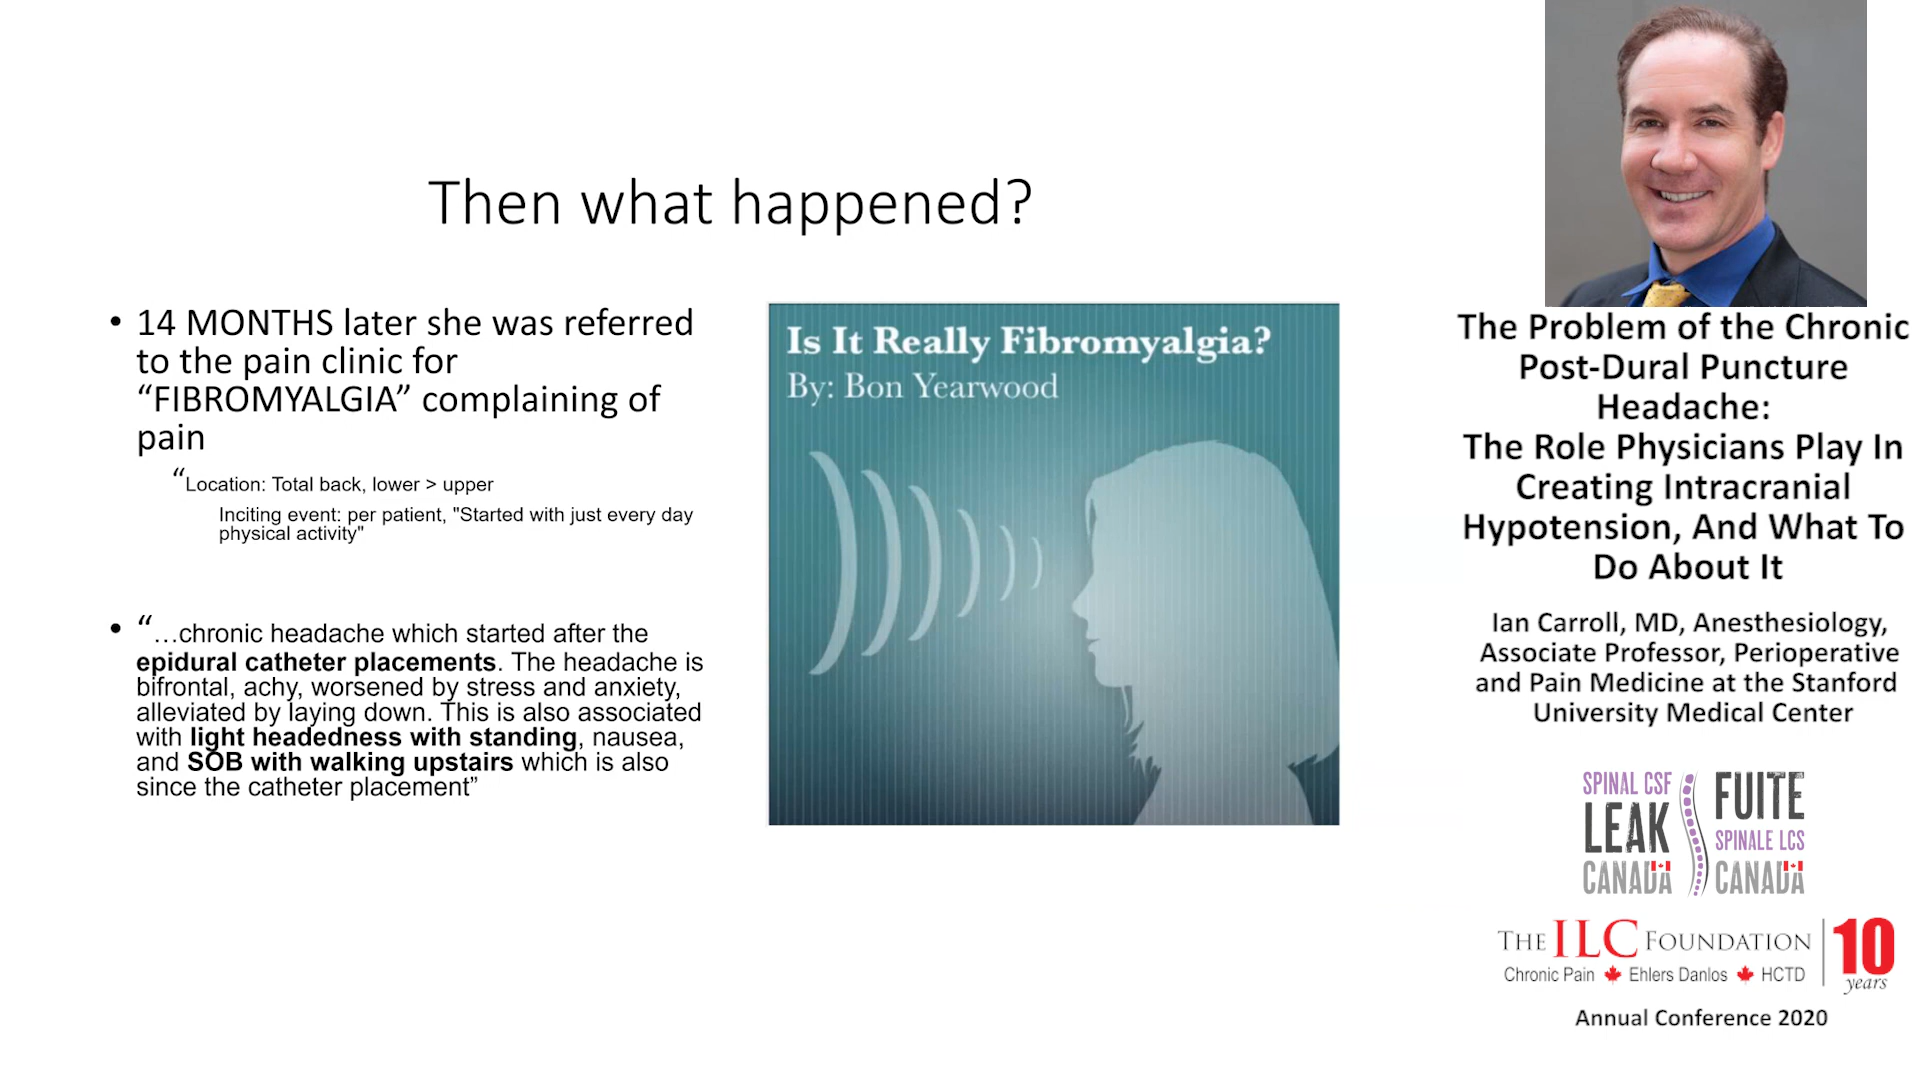 Then what happened?
• 14 MONTHS later she was referred
to the pain clinic for
“FIBROMYALGIA” complaining of
pain
“Location: Total back, lower > upper
Inciting event: per patient, "Started with just every day
physical activity"
• “…chronic headache which started after the
epidural catheter placements. The headache is
bifrontal, achy, worsened by stress and anxiety,
alleviated by laying down. This is also associated
with light headedness with standing, nausea,
and SOB with walking upstairs which is also
since the catheter placement”
Is It Really Fibromyalgia?
By: Bon Yearwood
The Problem of the Chronic
Post-Dural Puncture
Headache:
The Role Physicians Play In
Creating Intracranial
Hypotension, And What To
Do About It
Ian Carroll, MD, Anesthesiology,
Associate Professor, Perioperative
and Pain Medicine at the Stanford
University Medical Center
SPINAL CSF
LEAK
CANADA
FUITE
SPINALE LCS
CANADA
THE ILC FOUNDATION
Chronic Pain Ehlers Danlos HCTD
10
years
Annual Conference 2020